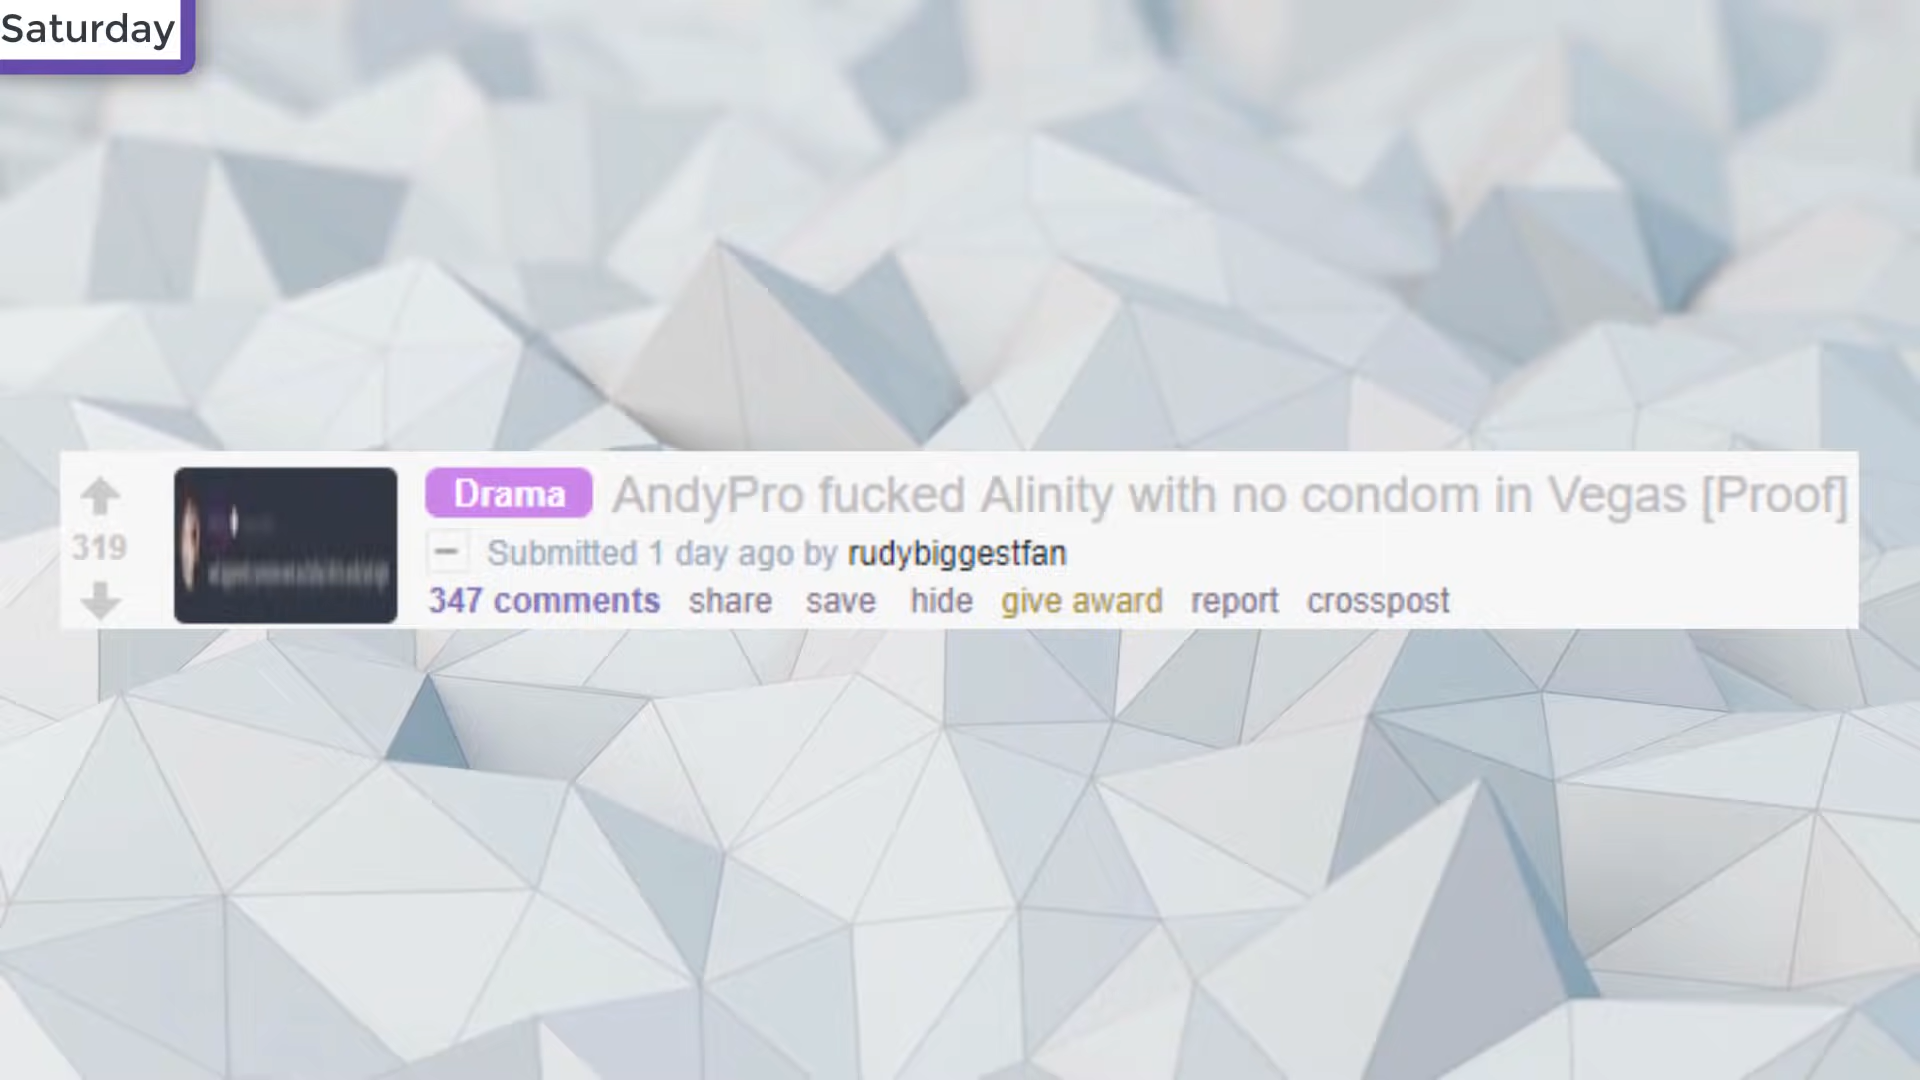 Saturday
Drama AndyPro fucked Alinity with no condom in Vegas [Proof]
319
Submitted 1 day ago by rudybiggestfan
347 comments share save hide give award report crosspost